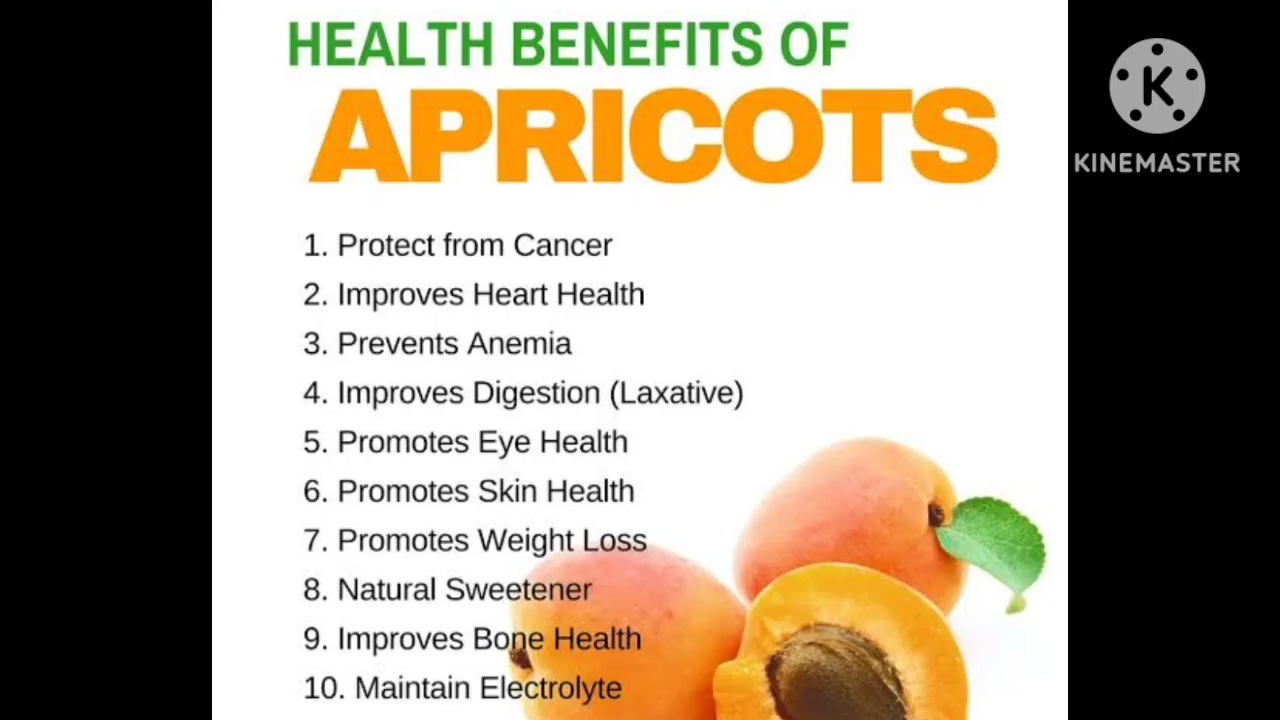 HEALTH BENEFITS OF
APRICOTS
1. Protect from Cancer
2. Improves Heart Health
3. Prevents Anemia
4. Improves Digestion (Laxative)
5. Promotes Eye Health
6. Promotes Skin Health
7. Promotes Weight Loss
8. Natural Sweetener
9. Improves Bone Health
10. Maintain Electrolyte
K
KINEMASTER